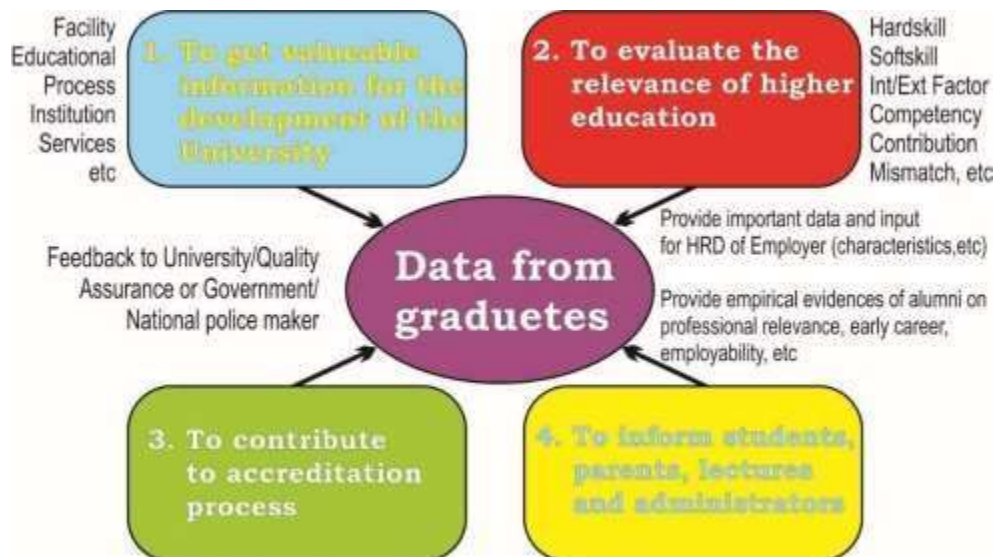 Facility
Educational
Process
Institution
Services
etc
1. To get valueable
information for the
development of the
University
2. To evaluate the
relevance of higher
education
Hardskill
Softskill
Int/Ext Factor
Competency
Contribution
Mismatch, etc
Feedback to University/Quality
Assurance or Government/
National police maker
Data from
graduetes
Provide important data and input
for HRD of Employer (characteristics,etc)
Provide empirical evidences of alumni on
professional relevance, early career,
employability, etc
3. To contribute
to accreditation
process
4. To inform students,
parents, lectures
and administrators